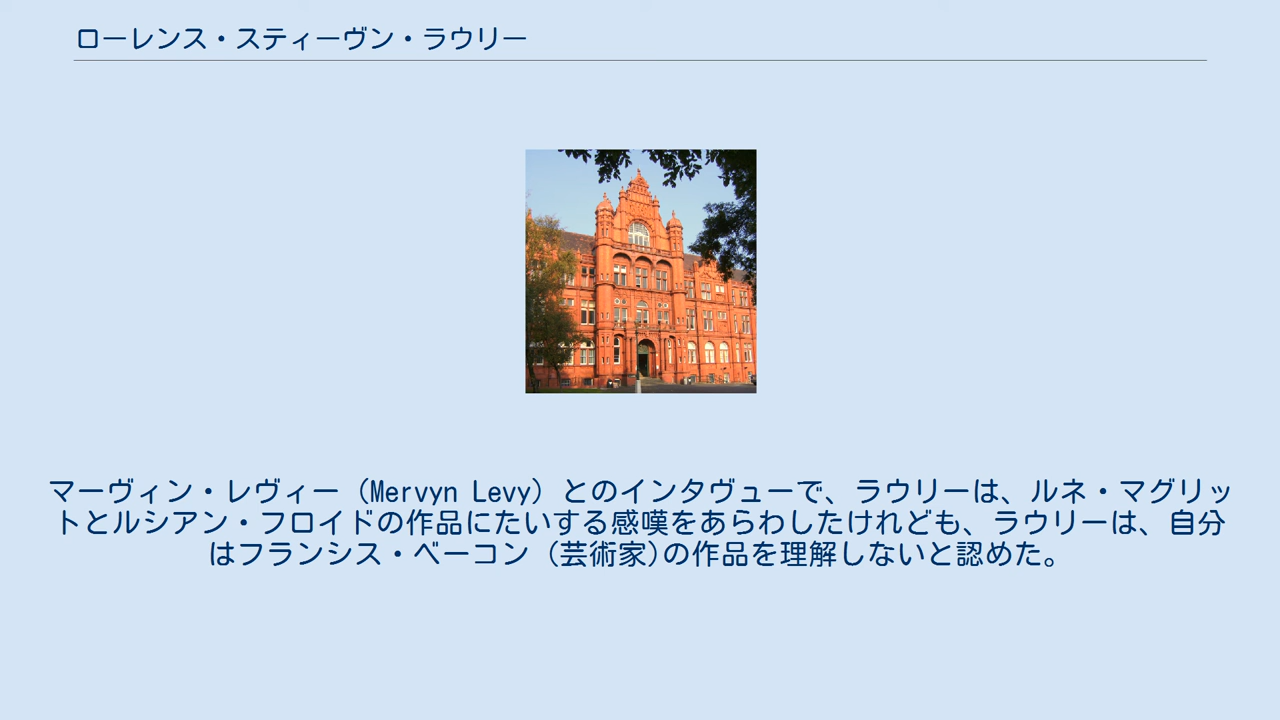 ローレンス・スティーヴン・ラウリー
マーヴィン・レヴィー (Mervyn Levy) とのインタヴューで、ラウリーは、ルネ・マグリッ
トとルシアン・フロイドの作品にたいする感嘆をあらわしたけれども、ラウリーは、自分
はフランシス・ベーコン (芸術家)の作品を理解しないと認めた。